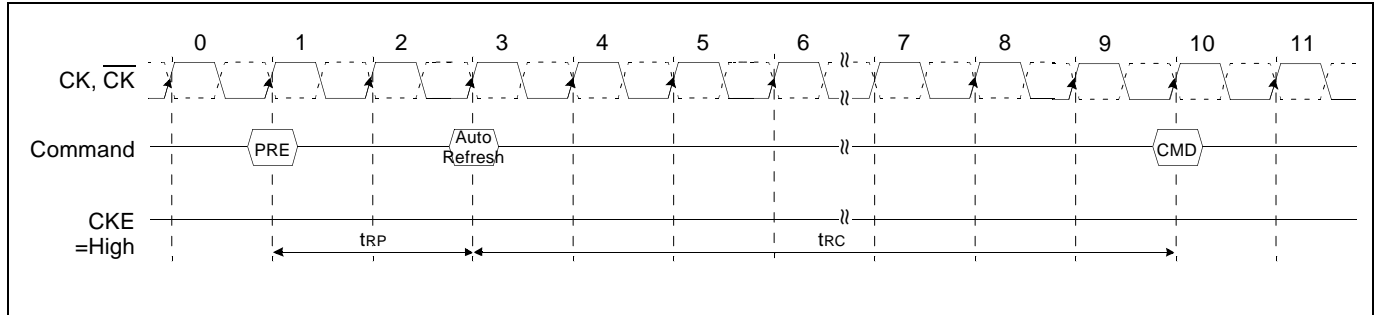 0 1 2 3 4 5 6 7 8 9 10 11
CK, C̅K̅
Command
PRE
Auto
Refresh
CMD
CKE
=High
tRP
tRC